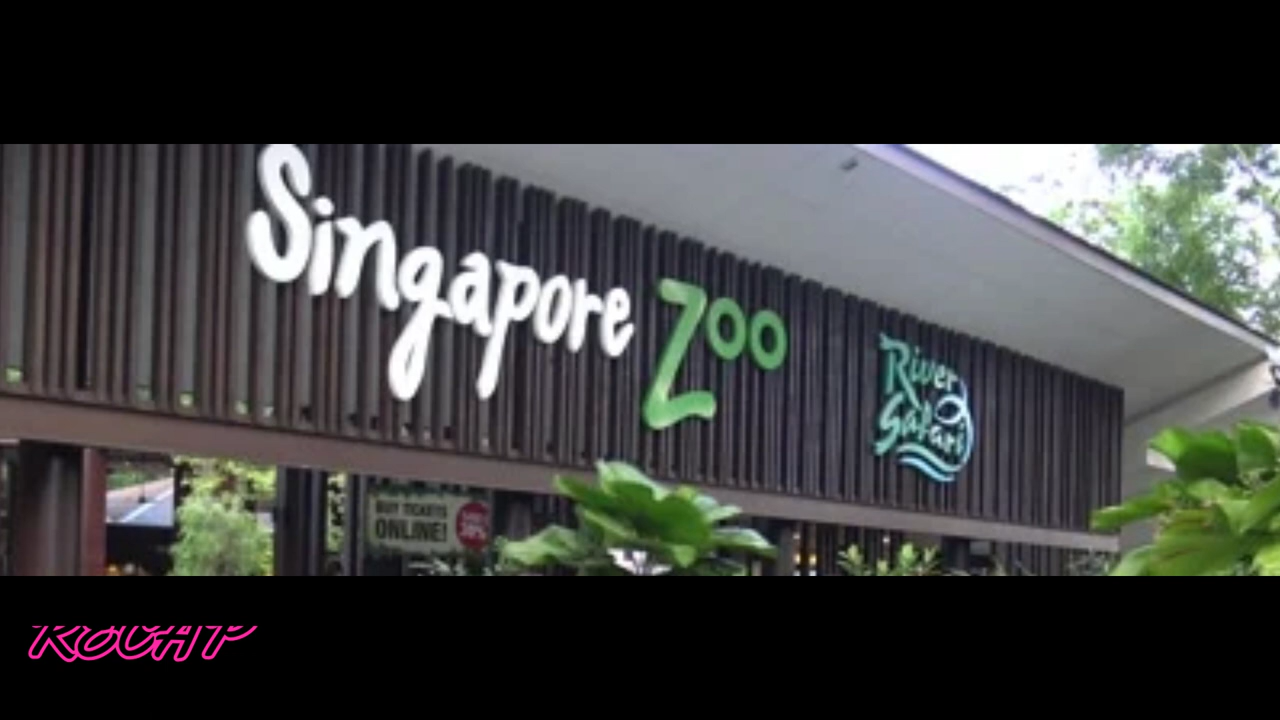 Singapore Zoo
River
Safari
BUY TICKETS
ONLINE!